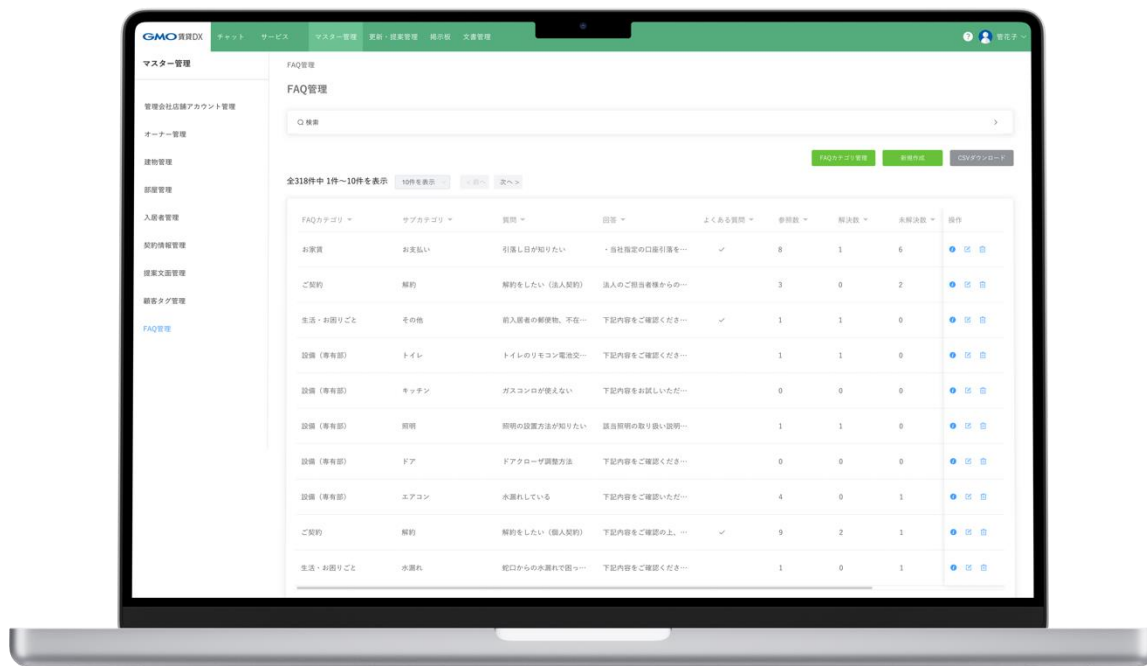 GMO賃貸DX チャット サービス マスター管理 更新・提案管理 掲示板 文書管理 ? 管花子
マスター管理
管理会社店舗アカウント管理
オーナー管理
建物管理
部屋管理
入居者管理
契約情報管理
提案文面管理
顧客タグ管理
FAQ管理
FAQ管理
FAQ管理
検索
FAQカテゴリ管理 新規作成 CSVダウンロード
全318件中 1件〜10件を表示 10件を表示 < 前へ 次へ >
FAQカテゴリ サブカテゴリ 質問 回答 よくある質問 参照数 解決数 未解決数 操作
お家賃 お支払い 引落し日が知りたい ・当社指定の口座引落を… 8 1 6
ご契約 解約 解約をしたい（法人契約） 法人のご担当者様からの… 3 0 2
生活・お困りごと その他 前入居者の郵便物、不在… 下記内容をご確認くださ… 1 1 0
設備（専有部） トイレ トイレのリモコン電池交… 下記内容をご確認くださ… 1 1 0
設備（専有部） キッチン ガスコンロが使えない 下記内容をお試しいただ… 0 0 0
設備（専有部） 照明 照明の設置方法が知りたい 該当照明の取り扱い説明… 1 1 0
設備（専有部） ドア ドアクローザ調整方法 下記内容をご確認くださ… 0 0 0
設備（専有部） エアコン 水漏れしている 下記内容をご確認いただ… 4 0 1
ご契約 解約 解約をしたい（個人契約） 下記内容をご確認の上、… 9 2 1
生活・お困りごと 水漏れ 蛇口からの水漏れで困っ… 下記内容をご確認くださ… 1 0 1